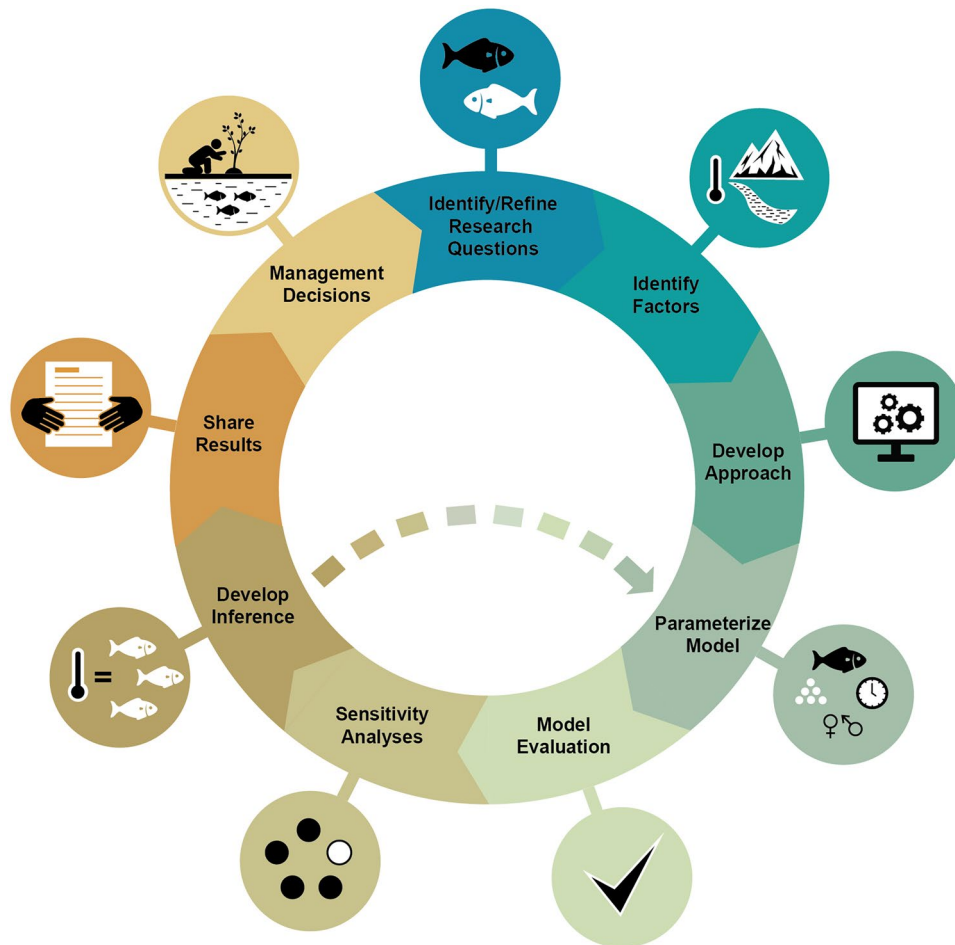 Identify/Refine
Research
Questions
Identify
Factors
Develop
Approach
Parameterize
Model
Model
Evaluation
Sensitivity
Analyses
Develop
Inference
=
Share
Results
Management
Decisions